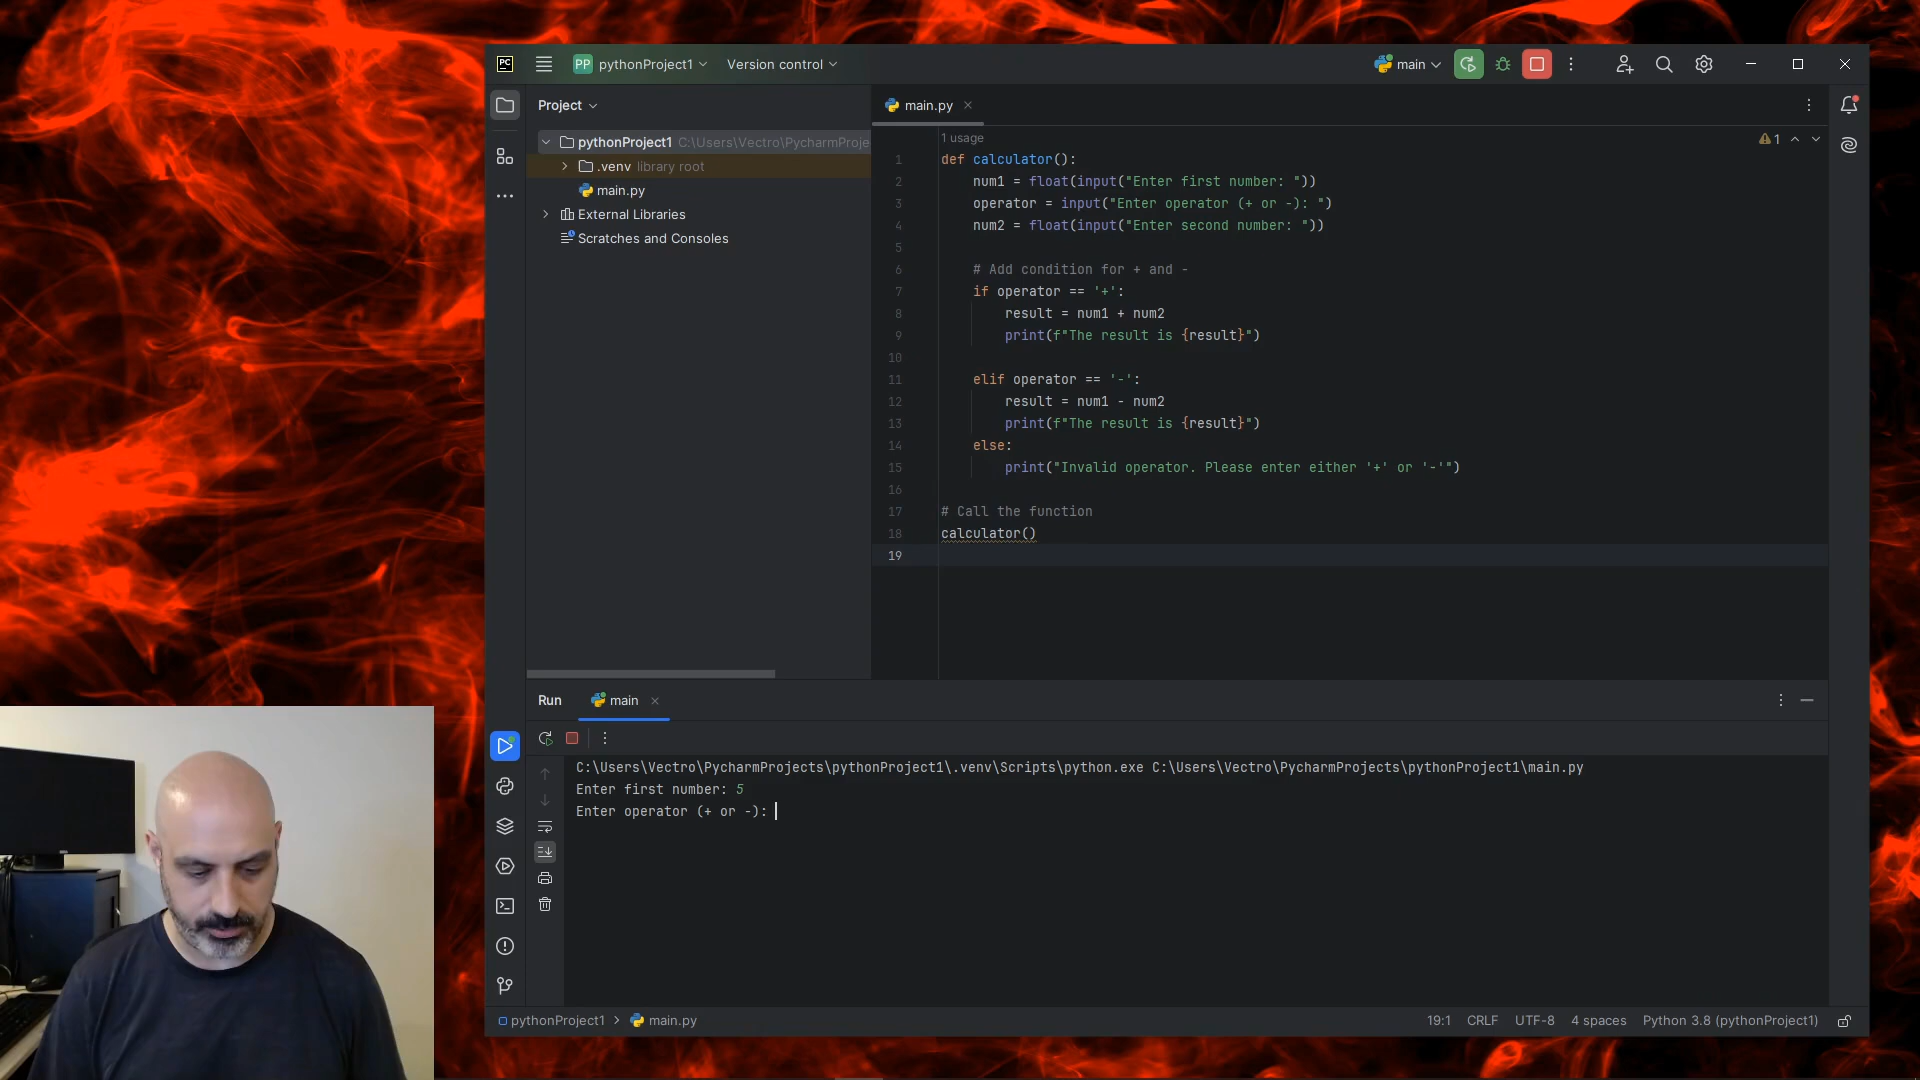 PC PP pythonProject1 Version control main
Project
main.py
pythonProject1 C:\Users\Vectro\PycharmProje
.venv library root
main.py
External Libraries
Scratches and Consoles
1 usage
1
1 def calculator():
2 num1 = float(input("Enter first number: "))
3 operator = input("Enter operator (+ or -): ")
4 num2 = float(input("Enter second number: "))
5
6 # Add condition for + and -
7 if operator == '+':
8 result = num1 + num2
9 print(f"The result is {result}")
10
11 elif operator == '-':
12 result = num1 - num2
13 print(f"The result is {result}")
14 else:
15 print("Invalid operator. Please enter either '+' or '-'")
16
17 # Call the function
18 calculator()
19
Run main
C:\Users\Vectro\PycharmProjects\pythonProject1\.venv\Scripts\python.exe C:\Users\Vectro\PycharmProjects\pythonProject1\main.py
Enter first number: 5
Enter operator (+ or -):
pythonProject1 main.py 19:1 CRLF UTF-8 4 spaces Python 3.8 (pythonProject1)